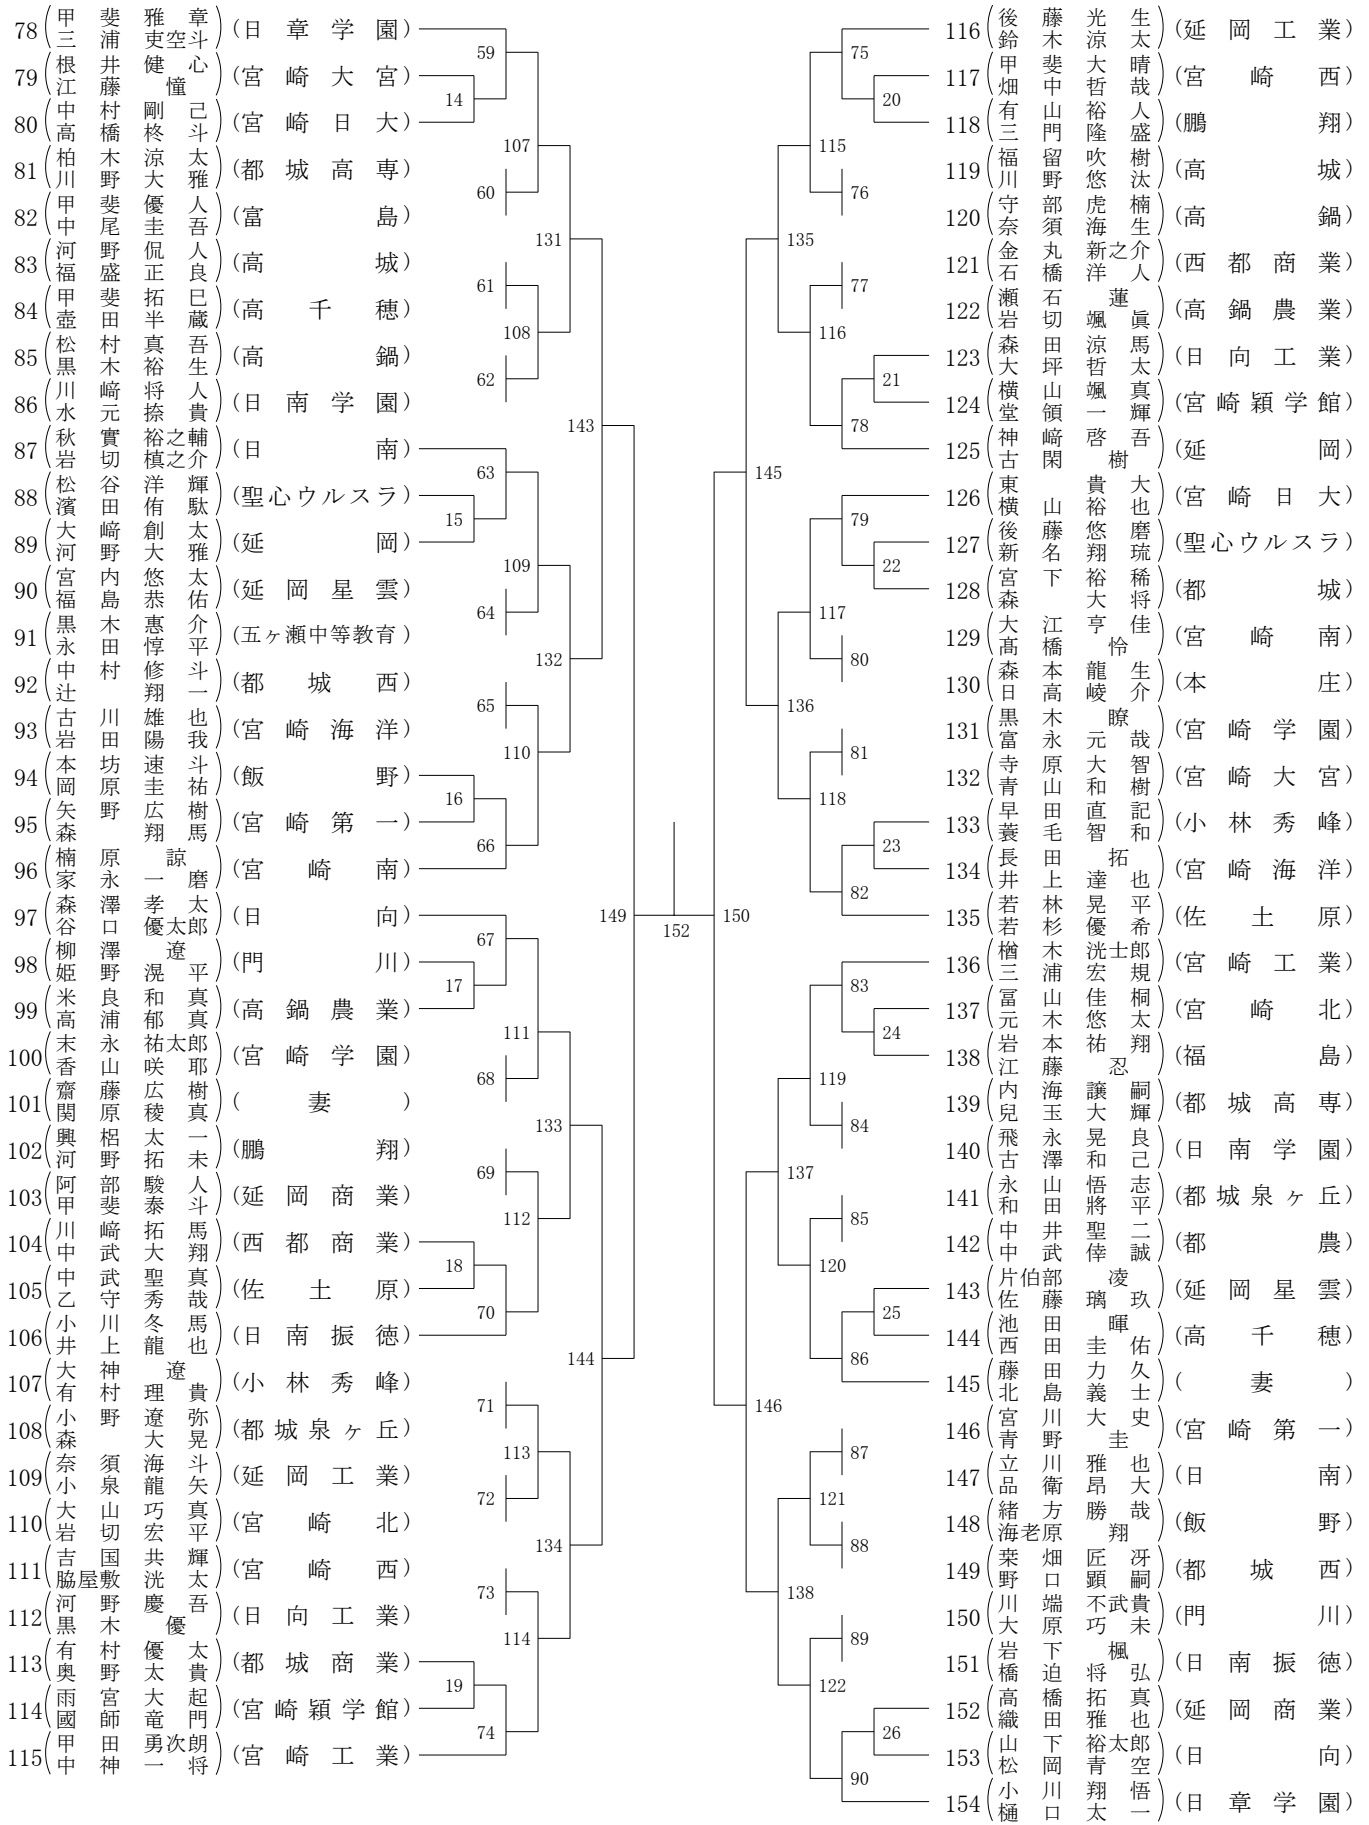 78 甲斐雅章 三浦吏空斗 (日章学園)
79 根井健心 江藤憧 (宮崎大宮)
80 中村剛己 高橋柊斗 (宮崎日大)
81 柏木涼太 川野大雅 (都城高専)
82 甲斐優人 中尾圭吾 (富島)
83 河野侃人 福盛正良 (高城)
84 甲斐拓巳 壺田半蔵 (高千穂)
85 松村真吾 黒木裕生 (高鍋)
86 川﨑将人 水元捺貴 (日南学園)
87 秋實裕之輔 岩切槙之介 (日南)
88 松谷洋輝 濱田侑駄 (聖心ウルスラ)
89 大﨑創太 河野大雅 (延岡)
90 宮内悠太 福島恭佑 (延岡星雲)
91 黒木惠介 永田惇平 (五ヶ瀬中等教育)
92 中村修斗 辻翔一 (都城西)
93 古川雄也 岩田陽我 (宮崎海洋)
94 本坊速斗 岡原圭祐 (飯野)
95 矢野広樹 森翔馬 (宮崎第一)
96 楠原諒 家永一磨 (宮崎南)
97 森澤孝太 谷口優太郎 (日向)
98 柳澤遼 姫野滉平 (門川)
99 米良和真 高浦郁真 (高鍋農業)
100 末永祐太郎 香山咲耶 (宮崎学園)
101 齋藤広樹 関原稜真 (妻)
102 興梠太一 河野拓未 (鵬翔)
103 阿部駿人 甲斐泰斗 (延岡商業)
104 川﨑拓馬 中武大翔 (西都商業)
105 中武聖真 乙守秀哉 (佐土原)
106 小川冬馬 井上龍也 (日南振徳)
107 大神遼 有村理貴 (小林秀峰)
108 小野遼弥 森大晃 (都城泉ヶ丘)
109 奈須海斗 小泉龍矢 (延岡工業)
110 大山巧真 岩切宏平 (宮崎北)
111 吉国共輝 脇屋敷洸太 (宮崎西)
112 河野慶吾 黒木優 (日向工業)
113 有村優太 奥野太貴 (都城商業)
114 雨宮大起 國師竜門 (宮崎穎学館)
115 甲田勇次朗 中神一将 (宮崎工業)
59
14
107
60
131
61
108
62
143
63
15
109
64
132
65
110
16
66
149
67
17
111
68
133
69
112
18
70
144
71
113
72
134
73
114
19
74
152
150
75
20
115
76
135
77
116
21
78
145
79
22
117
80
136
81
118
23
82
83
24
119
84
137
85
120
25
86
146
87
121
88
138
89
122
26
90
116 後藤光生 鈴木涼太 (延岡工業)
117 甲斐大晴 畑中哲哉 (宮崎西)
118 有山裕人 三門隆盛 (鵬翔)
119 福留吹樹 川野悠汰 (高城)
120 守部虎楠 奈須海生 (高鍋)
121 金丸新之介 石橋洋人 (西都商業)
122 瀬石蓮 岩切颯眞 (高鍋農業)
123 森田涼馬 大坪哲太 (日向工業)
124 横山颯真 堂領一輝 (宮崎穎学館)
125 神﨑啓吾 古閑樹 (延岡)
126 東貴大 横山裕也 (宮崎日大)
127 後藤悠磨 新名翔琉 (聖心ウルスラ)
128 宮下裕稀 森大将 (都城)
129 大江亨佳 髙橋怜 (宮崎南)
130 森本龍生 日高崚介 (本庄)
131 黒木瞭 富永元哉 (宮崎学園)
132 寺原大智 青山和樹 (宮崎大宮)
133 早田直記 蓑毛智和 (小林秀峰)
134 長田拓 井上達也 (宮崎海洋)
135 若林晃平 若杉優希 (佐土原)
136 楢木洸士郎 三浦宏規 (宮崎工業)
137 冨山佳桐 元木悠太 (宮崎北)
138 岩本祐翔 江藤忍 (福島)
139 内海譲嗣 兒玉大輝 (都城高専)
140 飛永晃良 古澤和己 (日南学園)
141 永山悟志 和田將平 (都城泉ヶ丘)
142 中井聖二 中武倖誠 (都農)
143 片伯部凌 佐藤璃玖 (延岡星雲)
144 池田暉 西田圭佑 (高千穂)
145 藤田力久 北島義士 (妻)
146 宮川大史 青野圭 (宮崎第一)
147 立川雅也 品衛昂大 (日南)
148 緒方勝哉 海老原翔 (飯野)
149 桒畑匠冴 野口顕嗣 (都城西)
150 川端不武貴 大原巧未 (門川)
151 岩下楓 橋迫将弘 (日南振徳)
152 高橋拓真 織田雅也 (延岡商業)
153 山下裕太郎 松岡青空 (日向)
154 小川翔悟 樋口太一 (日章学園)